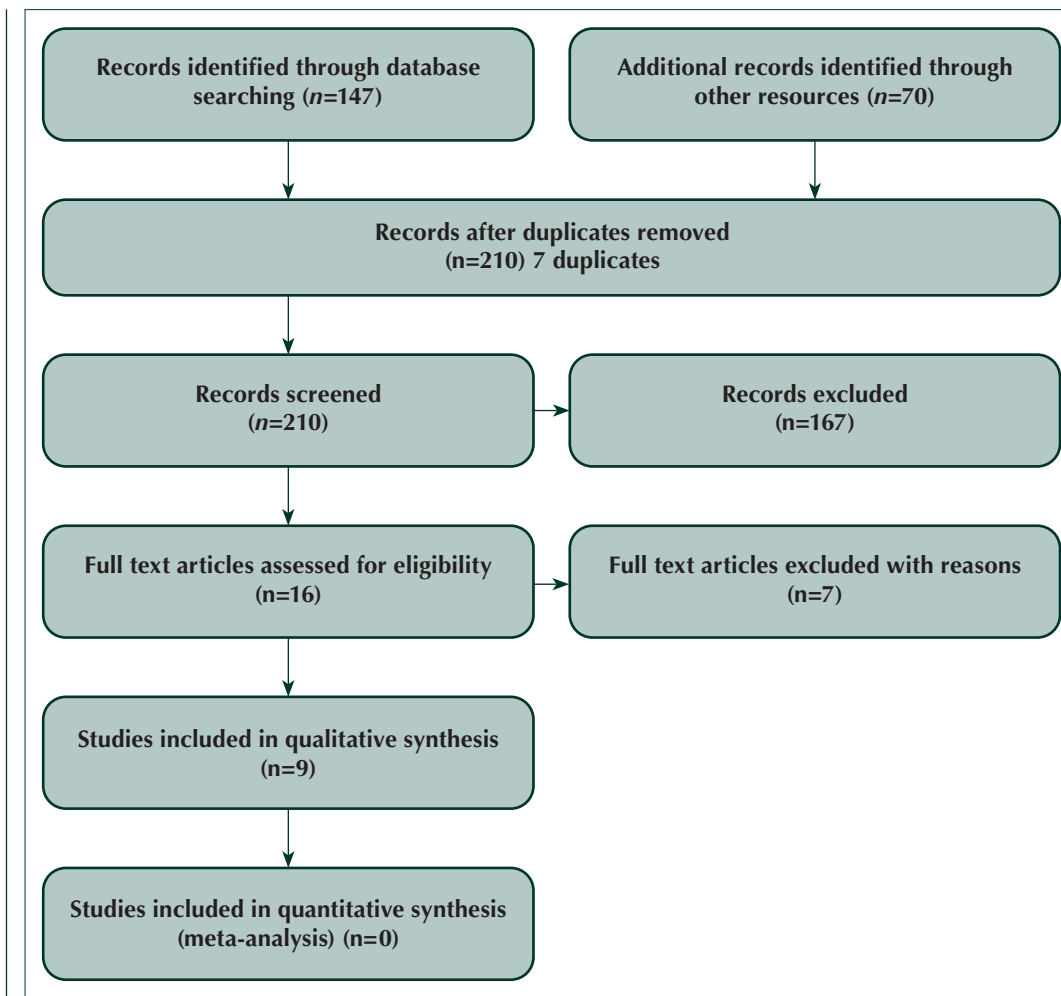 Records identified through database
searching (n=147)
Additional records identified through
other resources (n=70)
Records after duplicates removed
(n=210) 7 duplicates
Records screened
(n=210)
Records excluded
(n=167)
Full text articles assessed for eligibility
(n=16)
Full text articles excluded with reasons
(n=7)
Studies included in qualitative synthesis
(n=9)
Studies included in quantitative synthesis
(meta-analysis) (n=0)